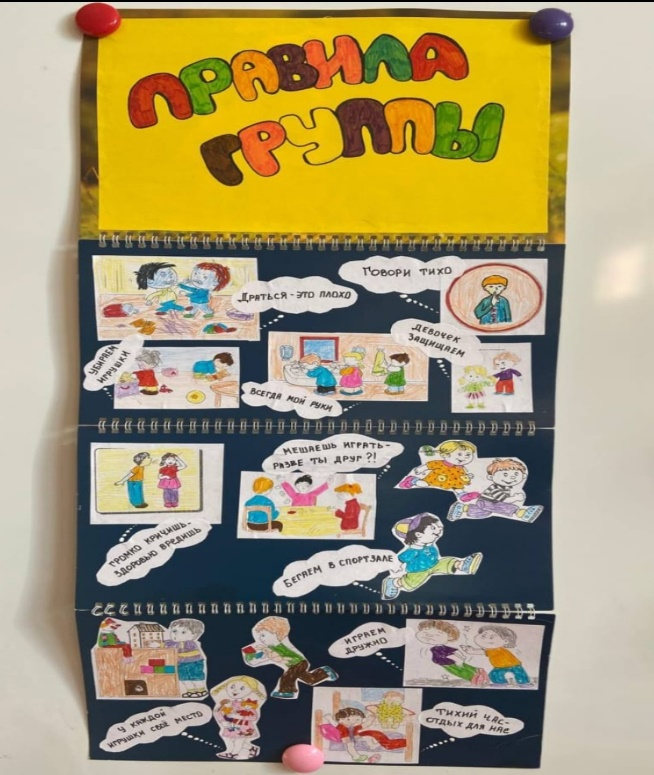 ПРАВИЛА
ГРУППЫ
ДРАТЬСЯ - ЭТО ПЛОХО
ГОВОРИ ТИХО
УБИРАЕМ
ИГРУШКИ
ВСЕГДА МОЙ РУКИ
ДЕВОЧЕК
ЗАЩИЩАЕМ
ГРОМКО КРИЧИШЬ-
ЗДОРОВЬЮ ВРЕДИШЬ
МЕШАЕШЬ ИГРАТЬ-
РАЗВЕ ТЫ ДРУГ?!
БЕГАЕМ В СПОРТЗАЛЕ
У КАЖДОЙ
ИГРУШКИ СВОЁ МЕСТО
ИГРАЕМ
ДРУЖНО
ТИХИЙ ЧАС-
ОТДЫХ ДЛЯ НАС